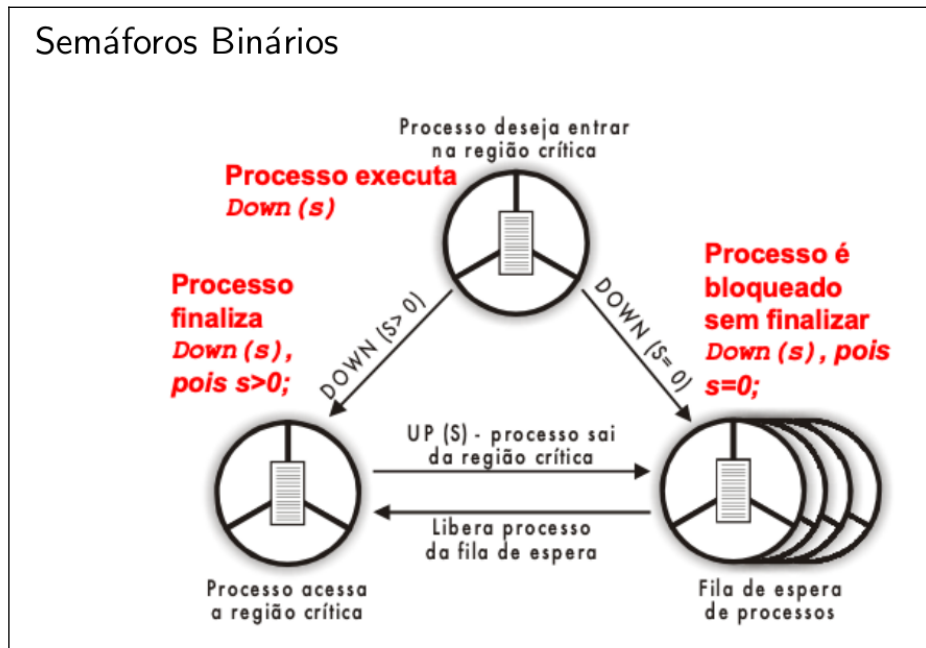 Semáforos Binários
Processo deseja entrar
na região crítica
Processo executa
Down(s)
Processo
finaliza
Down(s),
pois s>0;
DOWN (S> 0)
DOWN (S= 0)
Processo é
bloqueado
sem finalizar
Down(s), pois
s=0;
UP (S) - processo sai
da região crítica
Libera processo
da fila de espera
Processo acessa
a região crítica
Fila de espera
de processos